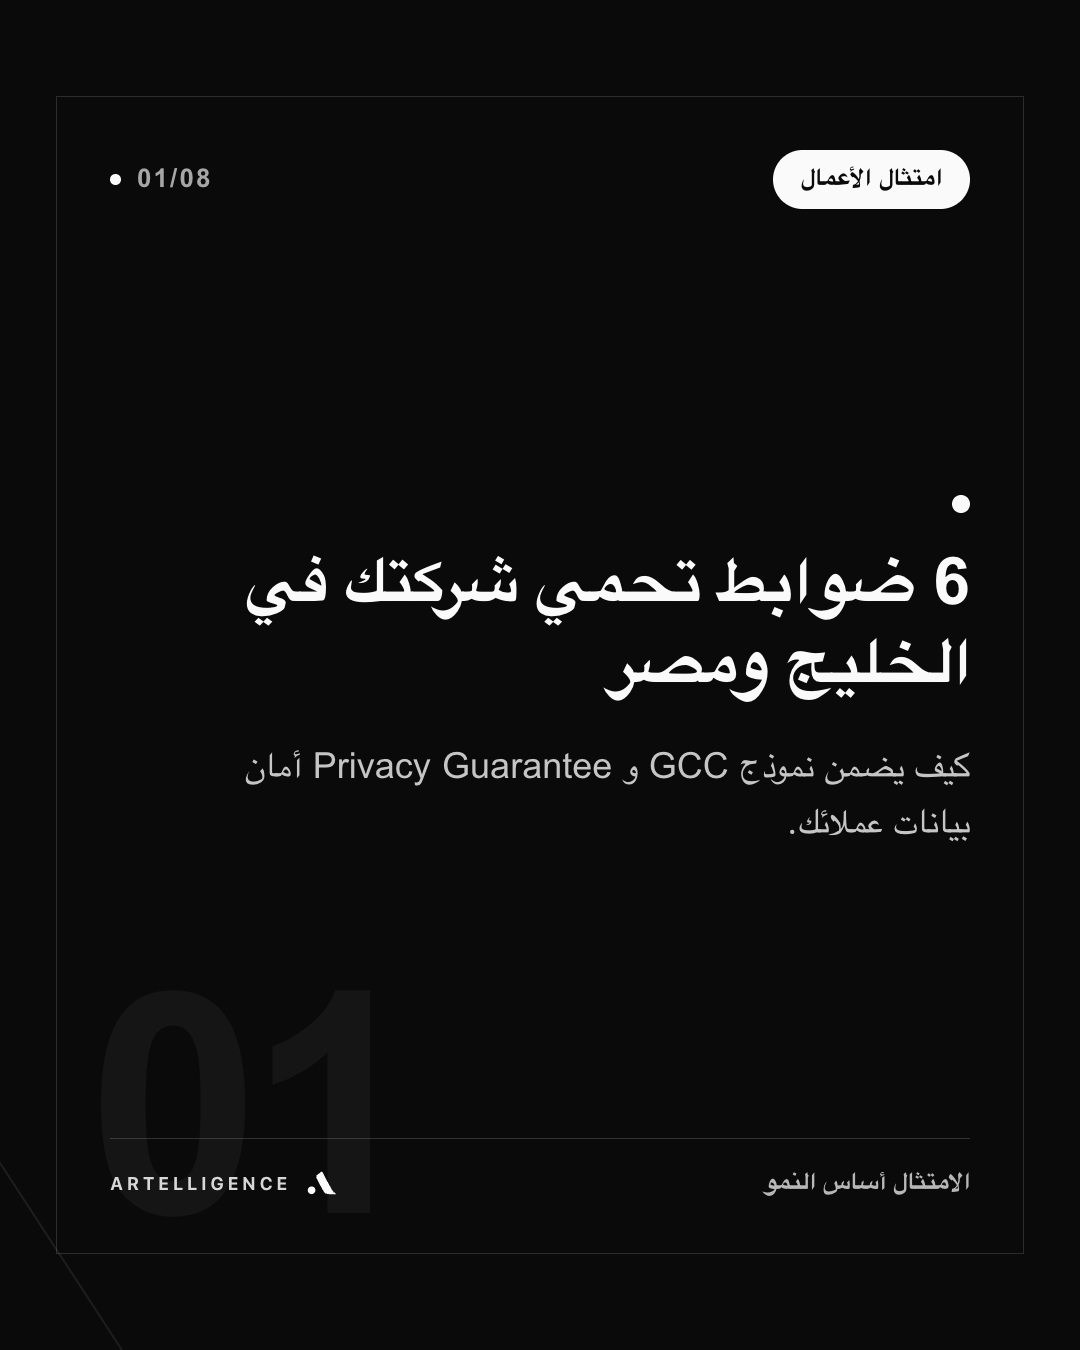 امتثال الأعمال
01/08
6 ضوابط تحمي شركتك في
الخليج ومصر
كيف يضمن نموذج GCC و Privacy Guarantee أمان
بيانات عملائك.
01
الامتثال أساس النمو
ARTELLIGENCE